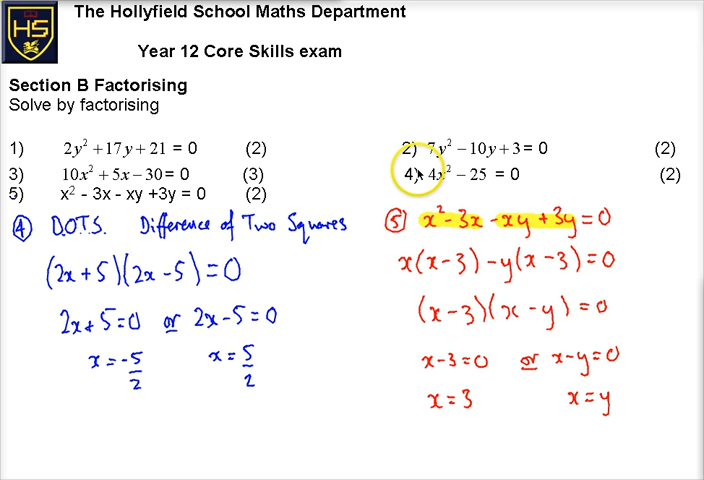 HS
The Hollyfield School Maths Department
Year 12 Core Skills exam
Section B Factorising
Solve by factorising
1) 2y² + 17y + 21 = 0 (2)
2) 7y² − 10y + 3 = 0 (2)
3) 10x² + 5x − 30 = 0 (3)
4) 4x² − 25 = 0 (2)
5) x² - 3x - xy +3y = 0 (2)
④ D.O.T.S. Difference of Two Squares
(2x + 5)(2x − 5) = 0
2x + 5 = 0 or 2x − 5 = 0
x = −5/2 x = 5/2
⑤ x² − 3x − xy + 3y = 0
x(x − 3) − y(x − 3) = 0
(x − 3)(x − y) = 0
x − 3 = 0 or x − y = 0
x = 3 x = y